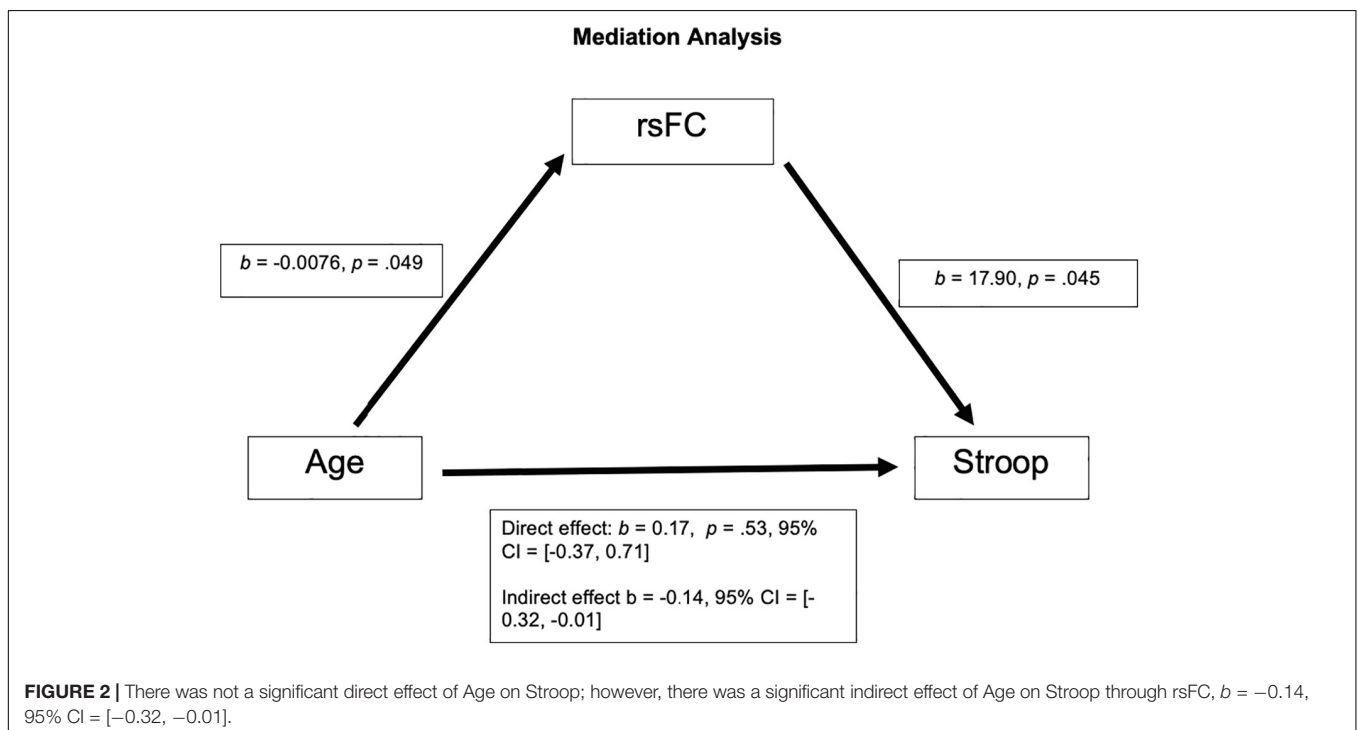 Mediation Analysis
rsFC
b = -0.0076, p = .049
b = 17.90, p = .045
Age
Stroop
Direct effect: b = 0.17, p = .53, 95%
CI = [-0.37, 0.71]
Indirect effect b = -0.14, 95% CI = [-
0.32, -0.01]
FIGURE 2 | There was not a significant direct effect of Age on Stroop; however, there was a significant indirect effect of Age on Stroop through rsFC, b = −0.14,
95% CI = [−0.32, −0.01].